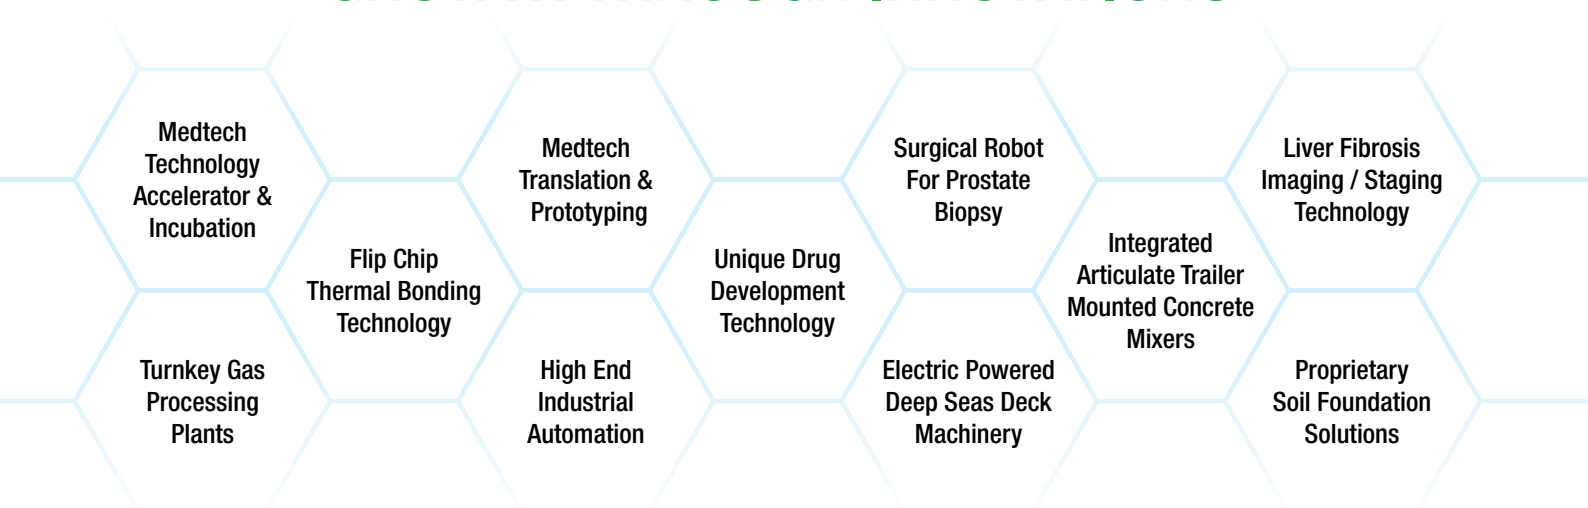 Medtech
Technology
Accelerator &
Incubation
Medtech
Translation &
Prototyping
Surgical Robot
For Prostate
Biopsy
Liver Fibrosis
Imaging / Staging
Technology
Flip Chip
Thermal Bonding
Technology
Unique Drug
Development
Technology
Integrated
Articulate Trailer
Mounted Concrete
Mixers
Turnkey Gas
Processing
Plants
High End
Industrial
Automation
Electric Powered
Deep Seas Deck
Machinery
Proprietary
Soil Foundation
Solutions